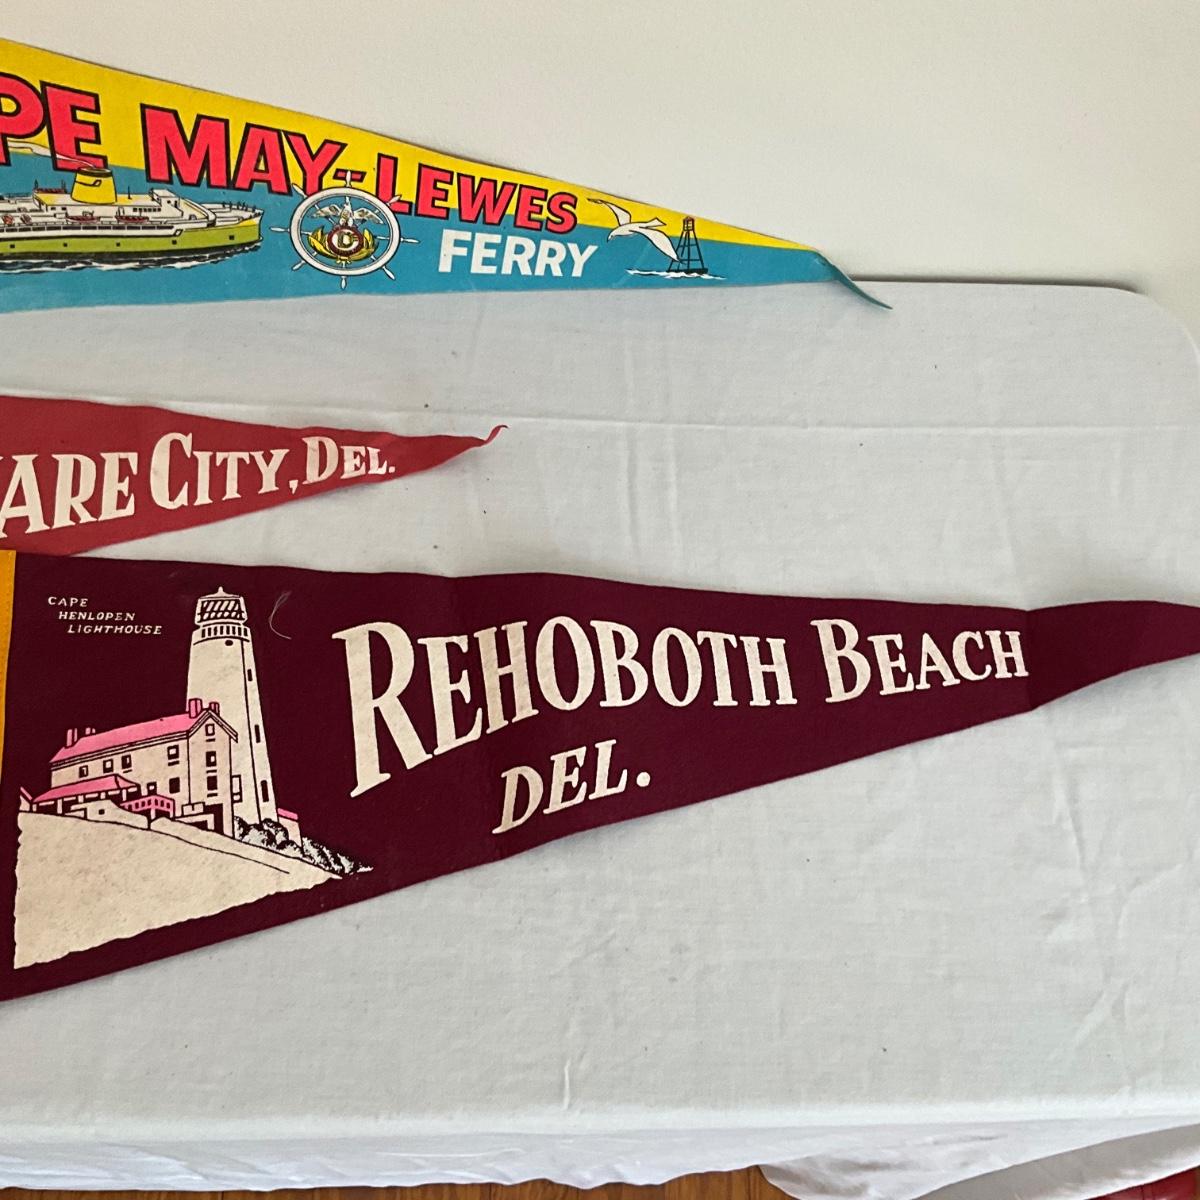 PE MAY-LEWES
FERRY
ARE CITY, DEL.
CAPE
HENLOPEN
LIGHTHOUSE
REHOBOTH BEACH
DEL.